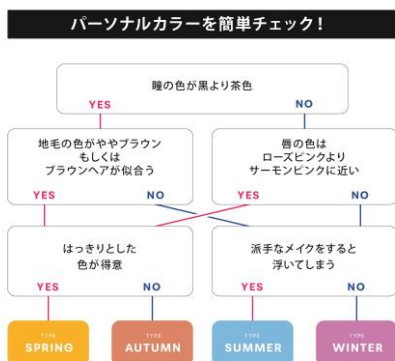 パーソナルカラーを簡単チェック！
瞳の色が黒より茶色
YES
NO
地毛の色がややブラウン
もしくは
ブラウンヘアが似合う
唇の色は
ローズピンクより
サーモンピンクに近い
YES
NO
YES
NO
はっきりとした
色が得意
派手なメイクをすると
浮いてしまう
YES
NO
YES
NO
TYPE
SPRING
TYPE
AUTUMN
TYPE
SUMMER
TYPE
WINTER